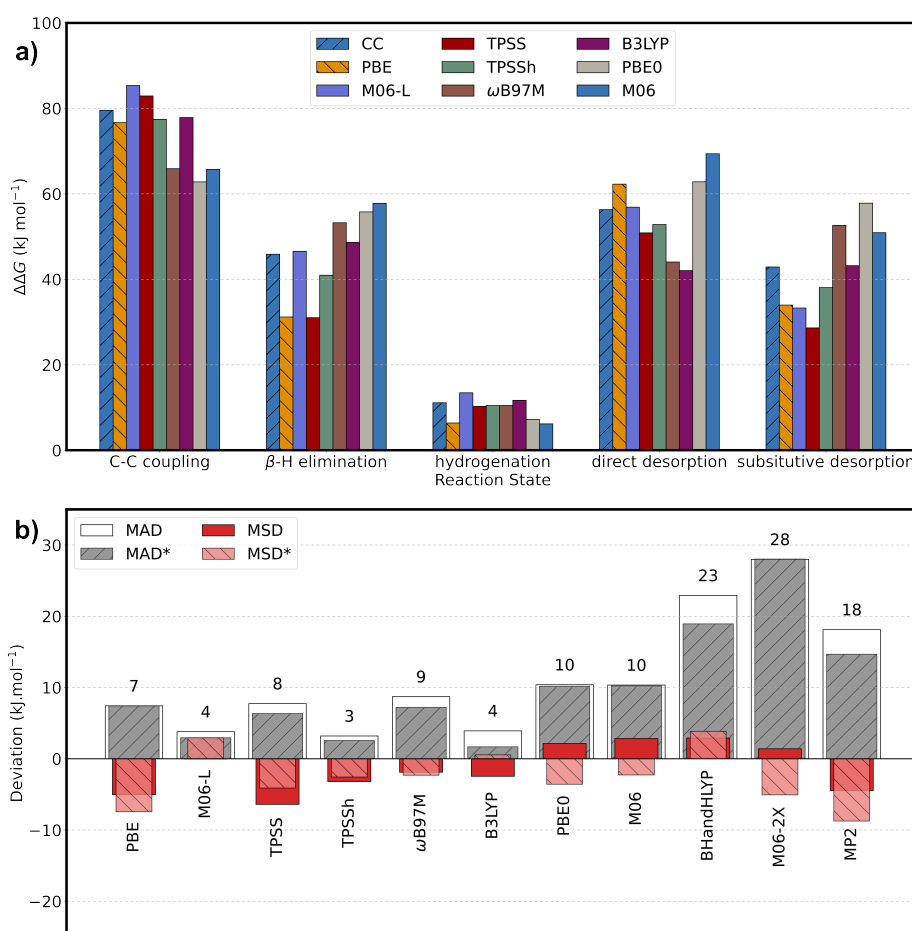 a)
100
80
60
40
20
0
ΔΔG (kJ mol⁻¹)
CC TPSS B3LYP
PBE TPSSh PBE0
M06-L ωB97M M06
C-C coupling β-H elimination hydrogenation direct desorption subsitutive desorption
Reaction State
b)
30
20
10
0
−10
−20
Deviation (kJ.mol⁻¹)
MAD MSD
MAD* MSD*
7 4 8 3 9 4 10 10 23 28 18
PBE M06-L TPSS TPSSh ωB97M B3LYP PBE0 M06 BHandHLYP M06-2X MP2